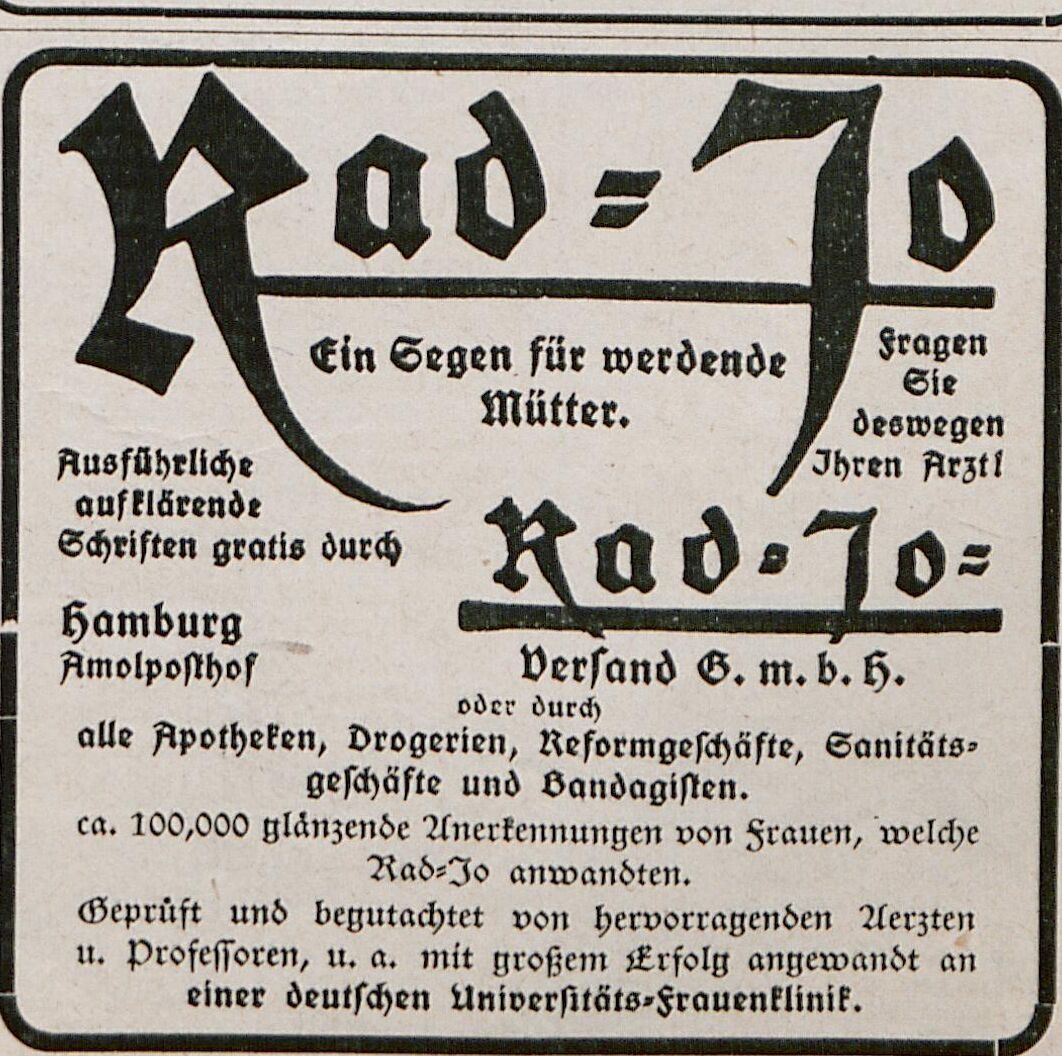 Rad=Jo
Ein Segen für werdende
Mütter.
Fragen
Sie
deswegen
Ihren Arzt!
Ausführliche
aufklärende
Schriften gratis durch
Hamburg
Amolposthof
Rad=Jo=
Versand G. m. b. H.
oder durch
alle Apotheken, Drogerien, Reformgeschäfte, Sanitäts=
geschäfte und Bandagisten.
ca. 100,000 glänzende Anerkennungen von Frauen, welche
Rad=Jo anwandten.
Geprüft und begutachtet von hervorragenden Aerzten
u. Professoren, u. a. mit großem Erfolg angewandt an
einer deutschen Universitäts=Frauenklinik.